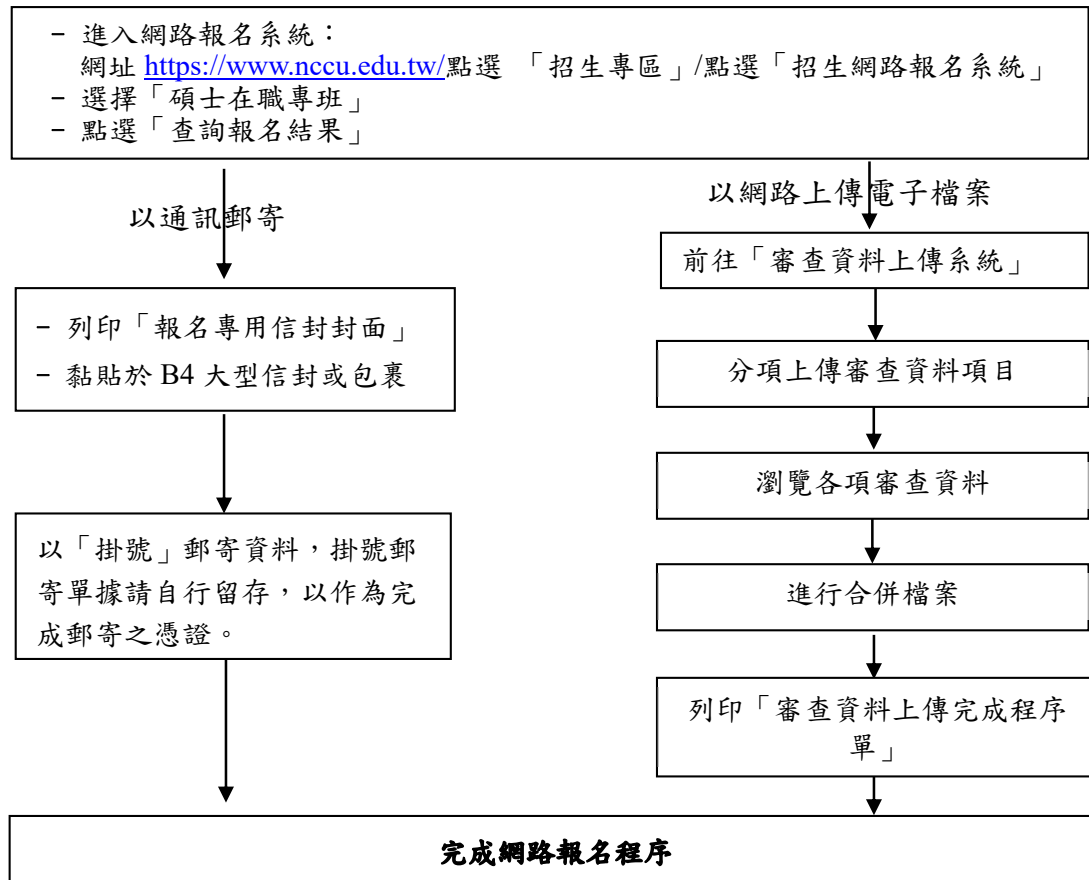 - 進入網路報名系統：
網址 https://www.nccu.edu.tw/點選 「招生專區」/點選「招生網路報名系統」
- 選擇「碩士在職專班」
- 點選「查詢報名結果」
以通訊郵寄
- 列印「報名專用信封封面」
- 黏貼於 B4 大型信封或包裹
以「掛號」郵寄資料，掛號郵
寄單據請自行留存，以作為完
成郵寄之憑證。
以網路上傳電子檔案
前往「審查資料上傳系統」
分項上傳審查資料項目
瀏覽各項審查資料
進行合併檔案
列印「審查資料上傳完成程序
單」
完成網路報名程序